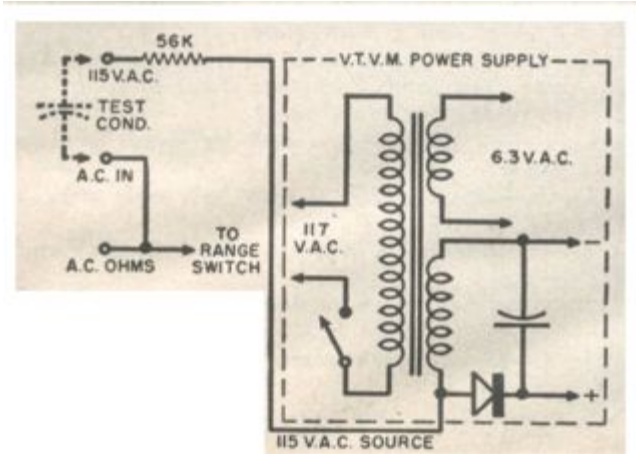 56K
115 V.A.C.
TEST
COND.
A.C. IN
A.C. OHMS
TO
RANGE
SWITCH
V.T.V.M. POWER SUPPLY
117
V.A.C.
6.3 V.A.C.
−
+
115 V.A.C. SOURCE